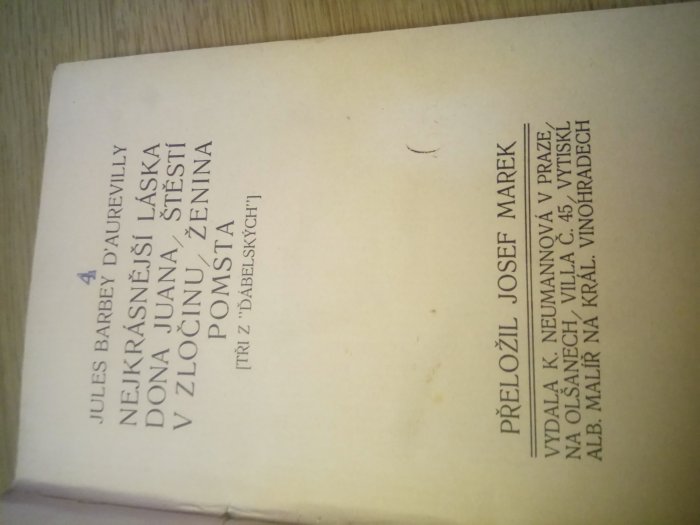 4
JULES BARBEY D'AUREVILLY
NEJKRÁSNĚJŠÍ LÁSKA
DONA JUANA/ ŠTĚSTÍ
V ZLOČINU/ ŽENINA
POMSTA
[TŘI Z "ĎÁBELSKÝCH"]
PŘELOŽIL JOSEF MAREK
VYDALA K. NEUMANNOVÁ V PRAZE/
NA OLŠANECH/ VILLA Č. 45/ VYTISKL
ALB. MALÍŘ NA KRÁL. VINOHRADECH